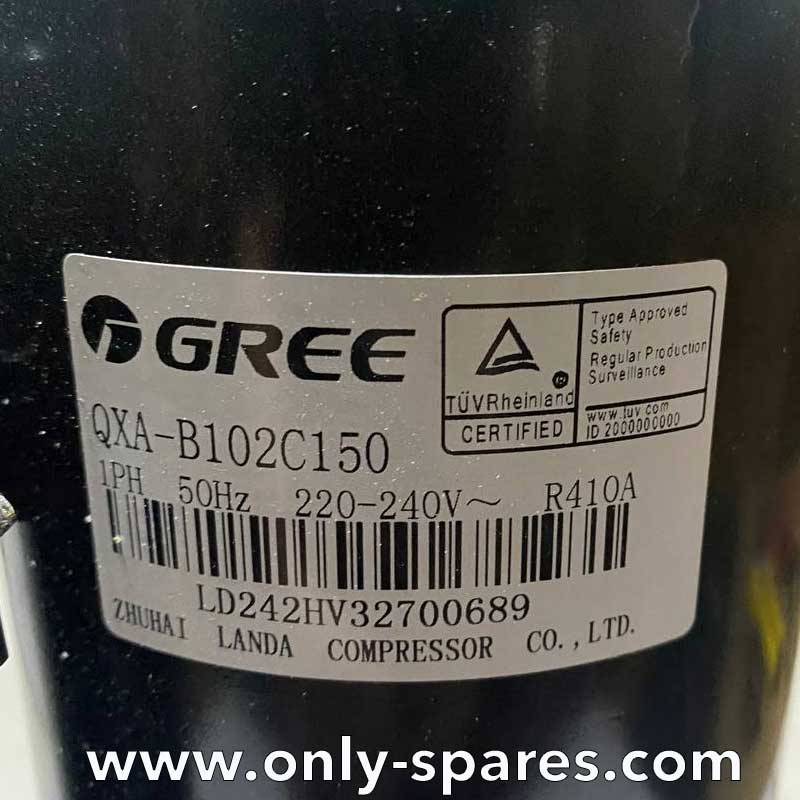 GREE
TÜVRheinland
CERTIFIED
Type Approved
Safety
Regular Production
Surveillance
www.tuv.com
ID 2000000000
QXA-B102C150
1PH 50Hz 220-240V~ R410A
LD242HV32700689
ZHUHAI LANDA COMPRESSOR CO.,LTD.
www.only-spares.com